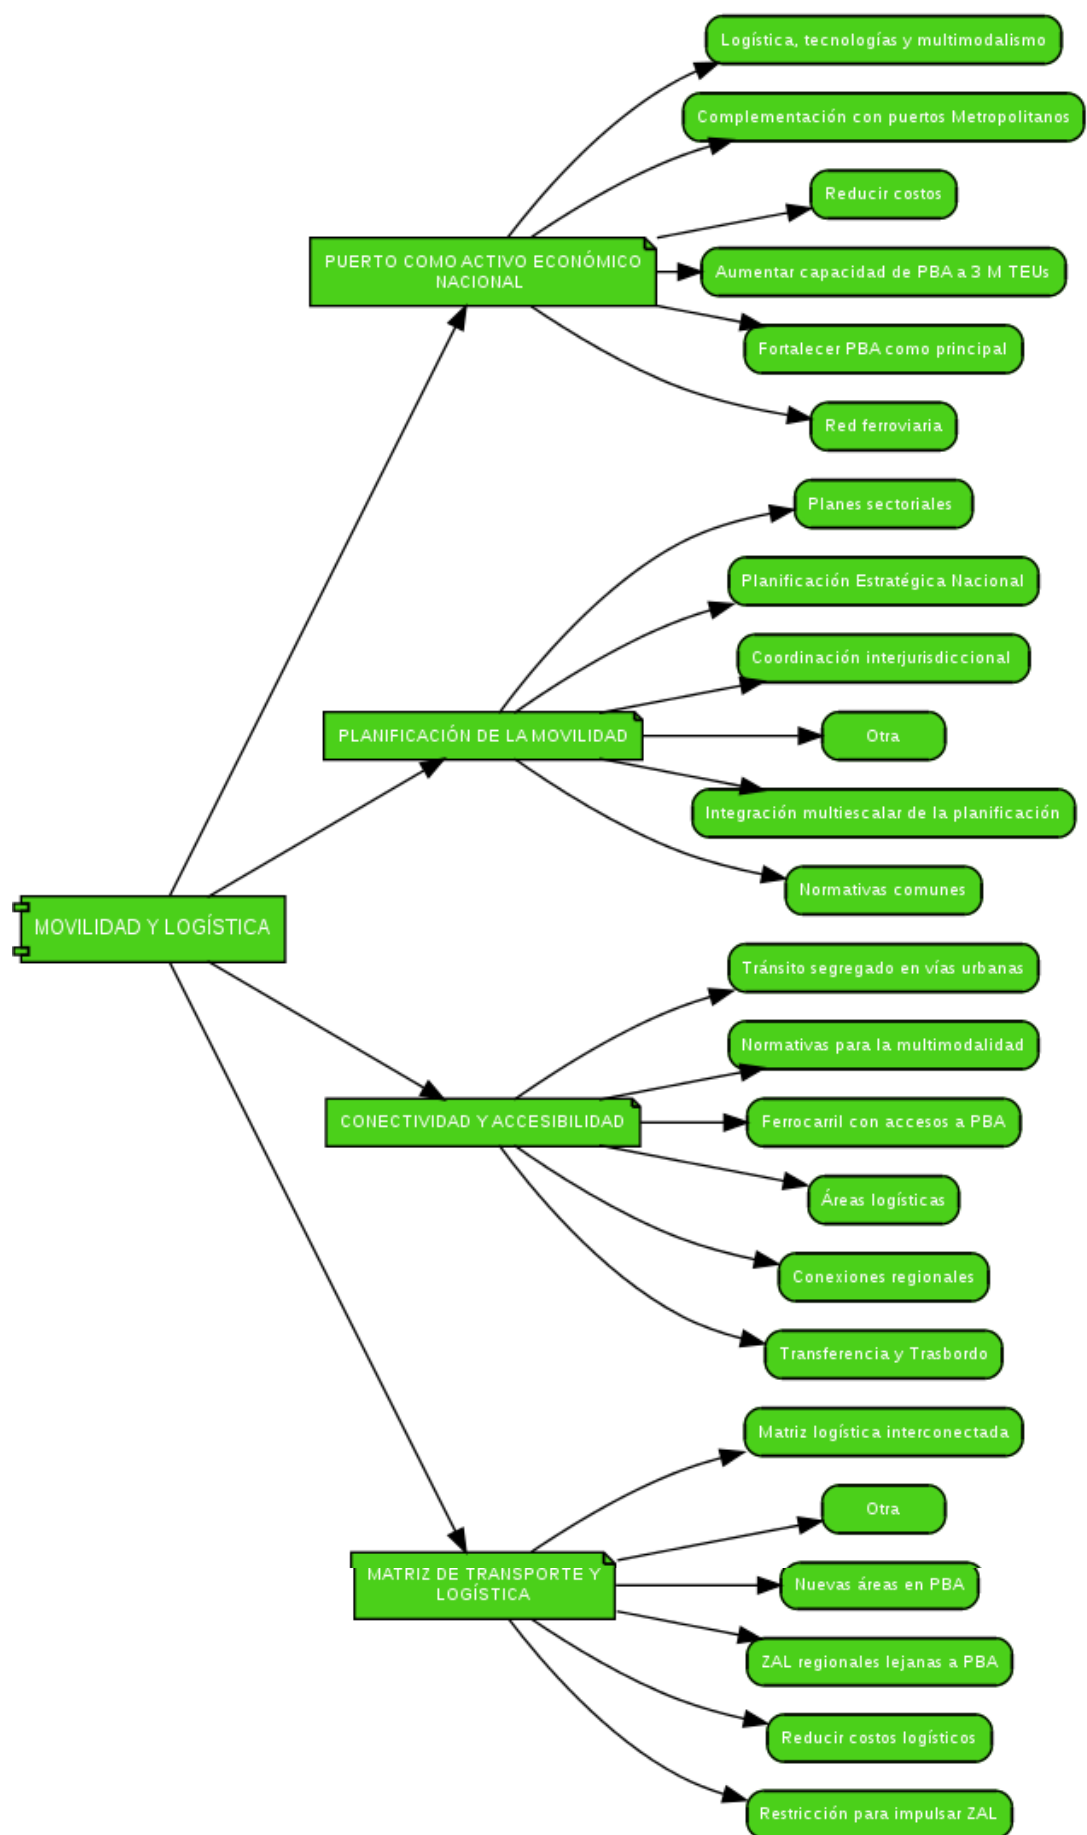 Logística, tecnologías y multimodalismo
Complementación con puertos Metropolitanos
Reducir costos
PUERTO COMO ACTIVO ECONÓMICO
NACIONAL
Aumentar capacidad de PBA a 3 M TEUs
Fortalecer PBA como principal
Red ferroviaria
Planes sectoriales
Planificación Estratégica Nacional
Coordinación interjurisdiccional
PLANIFICACIÓN DE LA MOVILIDAD
Otra
Integración multiescalar de la planificación
Normativas comunes
MOVILIDAD Y LOGÍSTICA
Tránsito segregado en vías urbanas
Normativas para la multimodalidad
CONECTIVIDAD Y ACCESIBILIDAD
Ferrocarril con accesos a PBA
Áreas logísticas
Conexiones regionales
Transferencia y Trasbordo
Matriz logística interconectada
Otra
MATRIZ DE TRANSPORTE Y
LOGÍSTICA
Nuevas áreas en PBA
ZAL regionales lejanas a PBA
Reducir costos logísticos
Restricción para impulsar ZAL